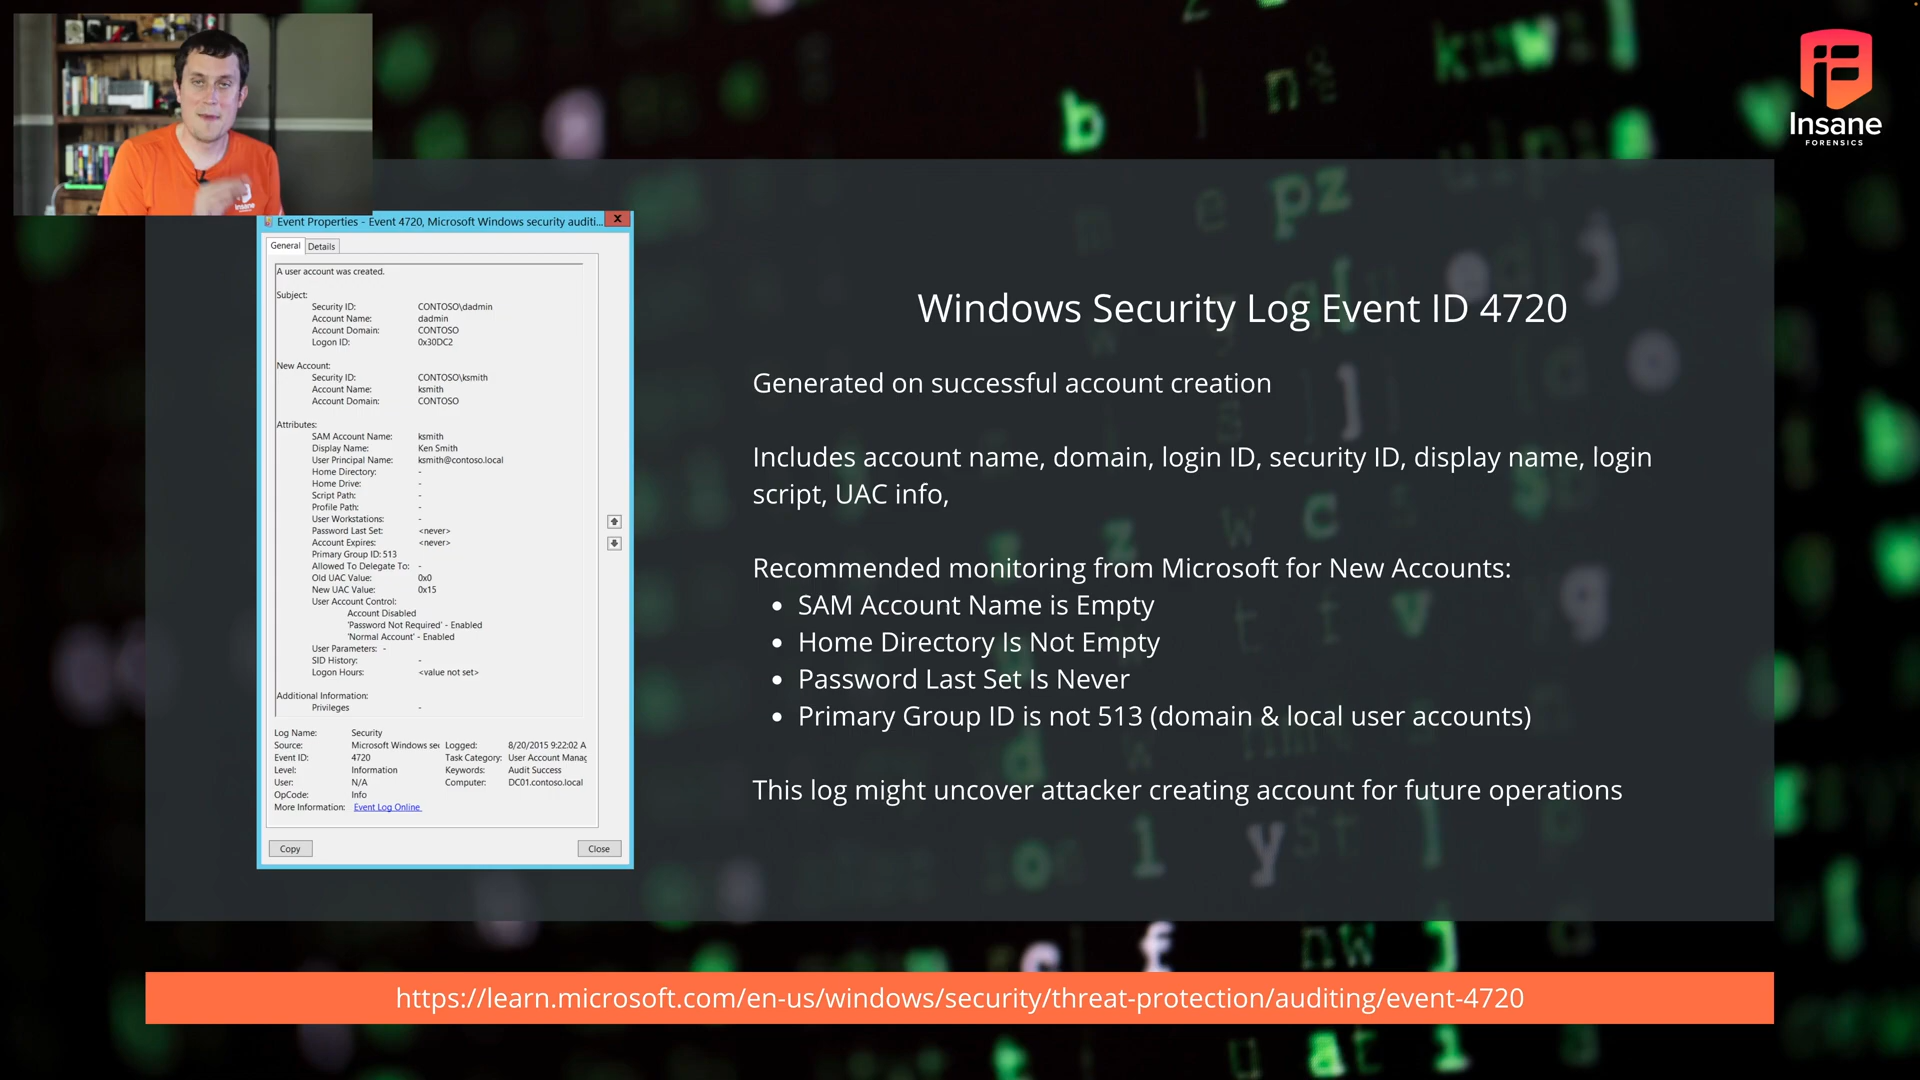 Insane
FORENSICS
Insane
Event Properties - Event 4720, Microsoft Windows security auditi...
General Details
A user account was created.
Subject:
Security ID: CONTOSO\dadmin
Account Name: dadmin
Account Domain: CONTOSO
Logon ID: 0x30DC2
New Account:
Security ID: CONTOSO\ksmith
Account Name: ksmith
Account Domain: CONTOSO
Attributes:
SAM Account Name: ksmith
Display Name: Ken Smith
User Principal Name: ksmith@contoso.local
Home Directory: -
Home Drive: -
Script Path: -
Profile Path: -
User Workstations: -
Password Last Set: <never>
Account Expires: <never>
Primary Group ID: 513
Allowed To Delegate To: -
Old UAC Value: 0x0
New UAC Value: 0x15
User Account Control:
Account Disabled
'Password Not Required' - Enabled
'Normal Account' - Enabled
User Parameters: -
SID History: -
Logon Hours: <value not set>
Additional Information:
Privileges -
Log Name: Security
Source: Microsoft Windows sec Logged: 8/20/2015 9:22:02 A
Event ID: 4720 Task Category: User Account Manag
Level: Information Keywords: Audit Success
User: N/A Computer: DC01.contoso.local
OpCode: Info
More Information: Event Log Online
Copy Close
Windows Security Log Event ID 4720
Generated on successful account creation
Includes account name, domain, login ID, security ID, display name, login
script, UAC info,
Recommended monitoring from Microsoft for New Accounts:
• SAM Account Name is Empty
• Home Directory Is Not Empty
• Password Last Set Is Never
• Primary Group ID is not 513 (domain & local user accounts)
This log might uncover attacker creating account for future operations
https://learn.microsoft.com/en-us/windows/security/threat-protection/auditing/event-4720